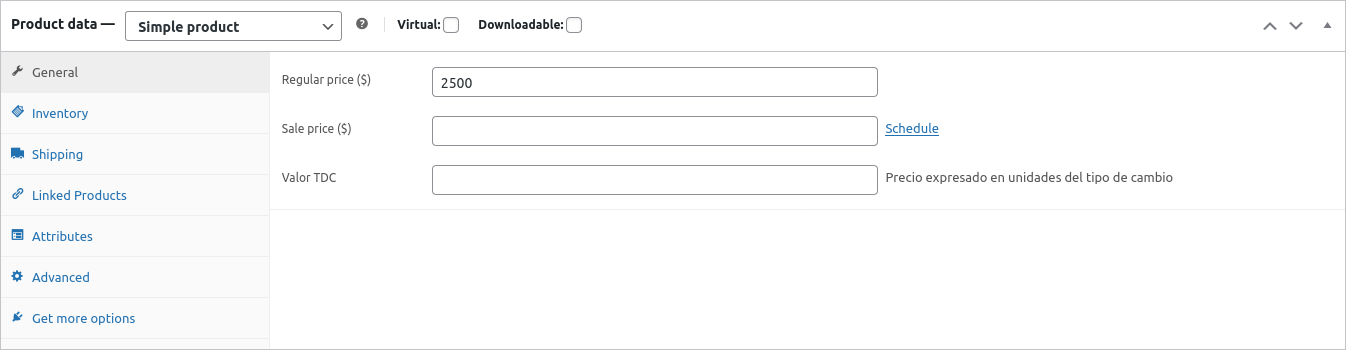 Product data — Simple product Virtual: Downloadable:
General
Inventory
Shipping
Linked Products
Attributes
Advanced
Get more options
Regular price ($) 2500
Sale price ($) Schedule
Valor TDC Precio expresado en unidades del tipo de cambio